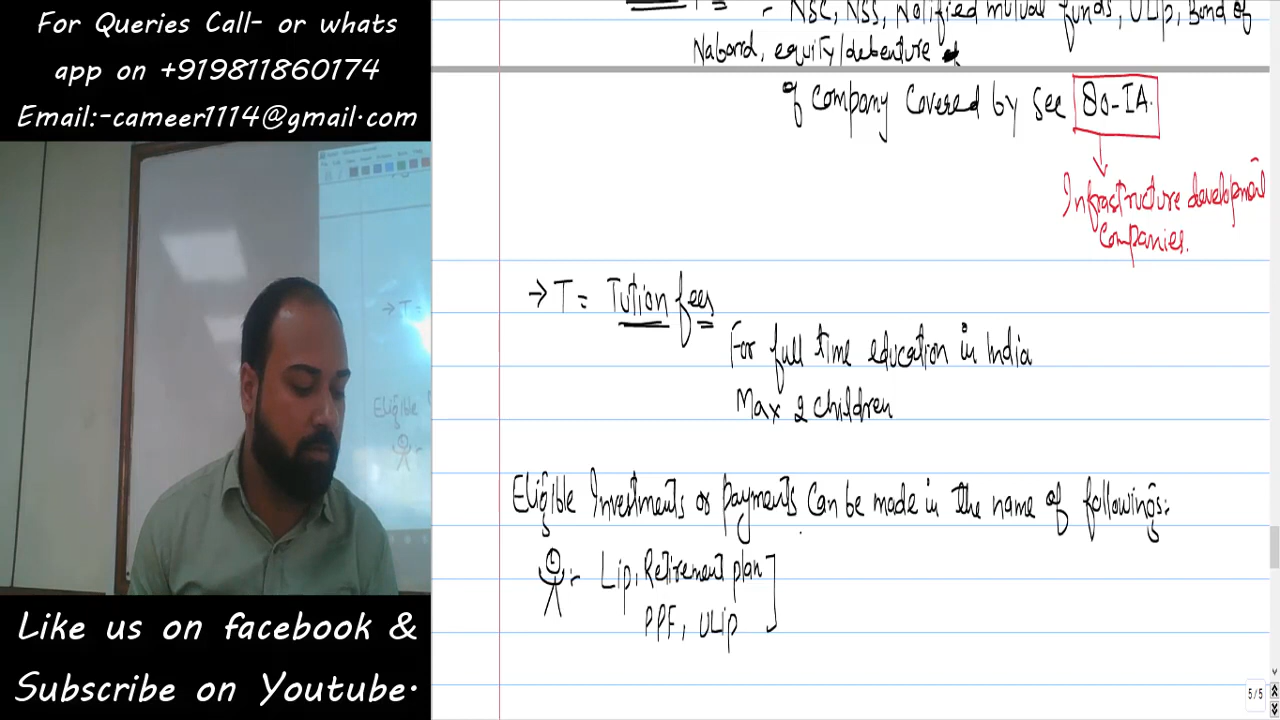 For Queries Call- or whats
app on +919811860174
Email:-cameer1114@gmail.com
:- NSC, NSS, Notified mutual funds, ULip, Bond of
Nabard, equity/debenture
of Company Covered by Sec 80-IA.
Infrastructure development
Companies.
→ T = Tution fees
For full time education in India
Max 2 children
Eligible Investments or payments Can be made in the name of followings:
:- Lip, Retirement plan
PPF, ULip
Like us on facebook &
Subscribe on Youtube.
5/5